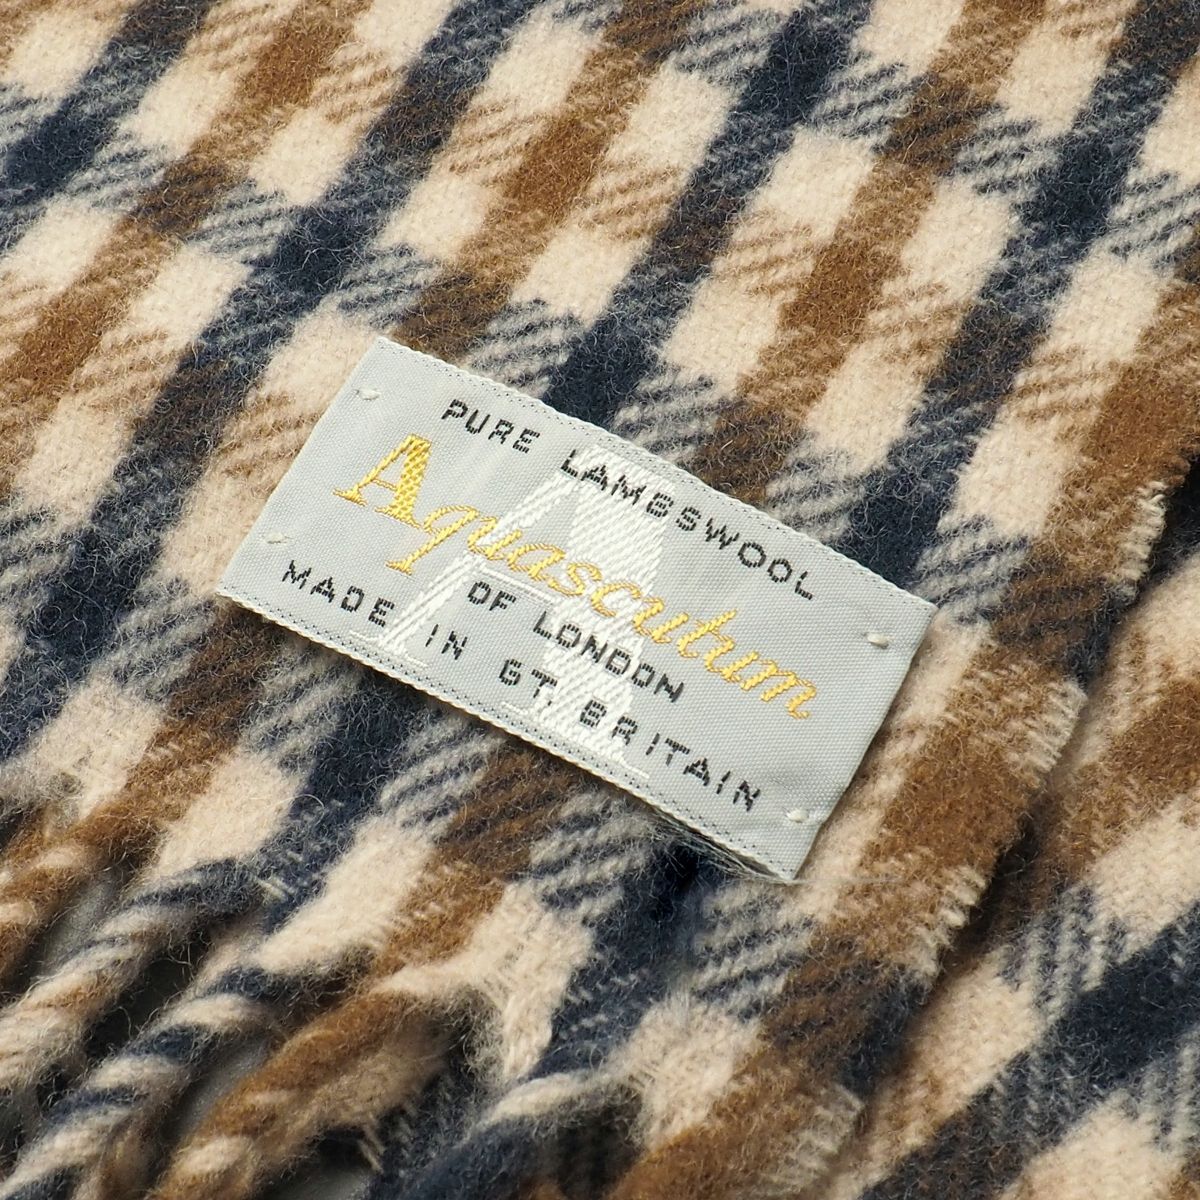 PURE LAMBSWOOL
Aquascutum
OF LONDON
MADE IN GT. BRITAIN